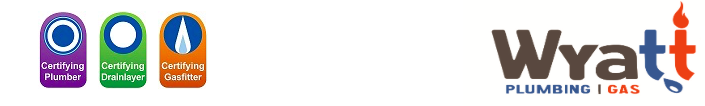 Certifying
Plumber
Certifying
Drainlayer
Certifying
Gasfitter
Wyatt
PLUMBING | GAS